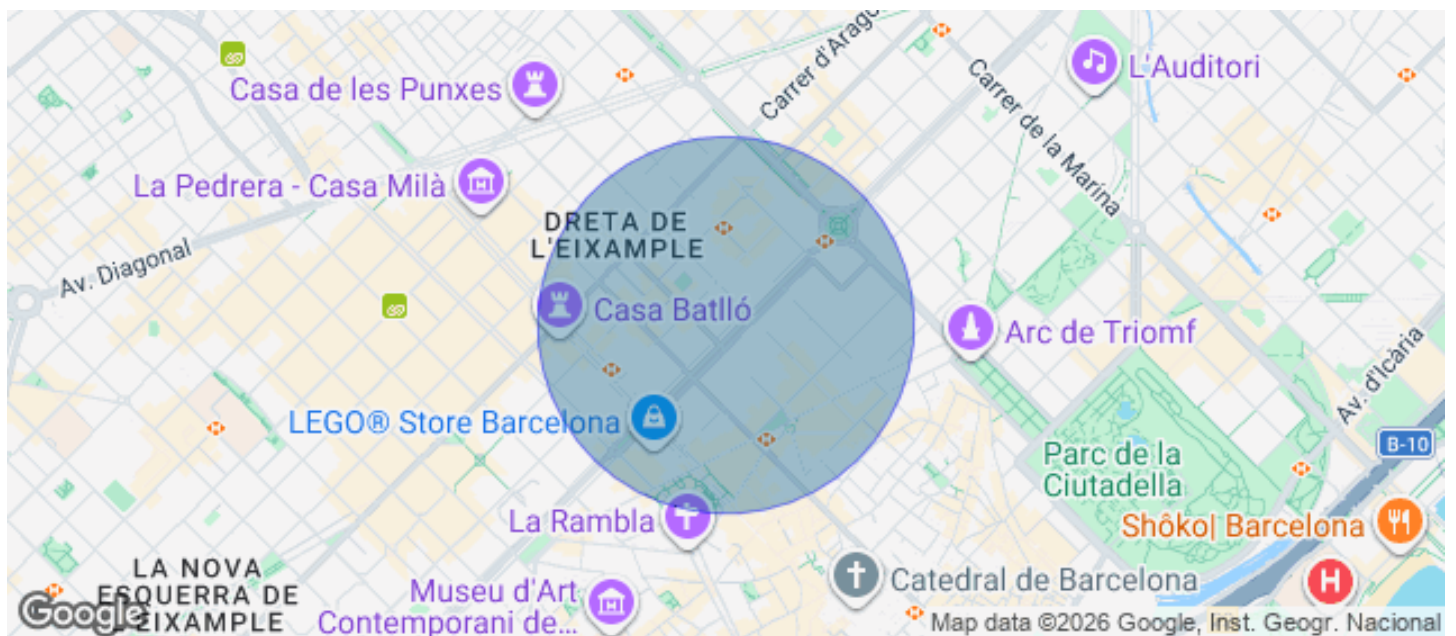 Casa de les Punxes
Carrer d'Arago
L'Auditori
Carrer de la Marina
La Pedrera - Casa Milà
DRETA DE
L'EIXAMPLE
Av. Diagonal
Casa Batlló
Arc de Triomf
Av. d'Icària
LEGO® Store Barcelona
B-10
Parc de la
Ciutadella
La Rambla
Shôko| Barcelona
LA NOVA
ESQUERRA DE
L'EIXAMPLE
Museu d'Art
Contemporani de...
Catedral de Barcelona
H
Google
Map data ©2026 Google, Inst. Geogr. Nacional